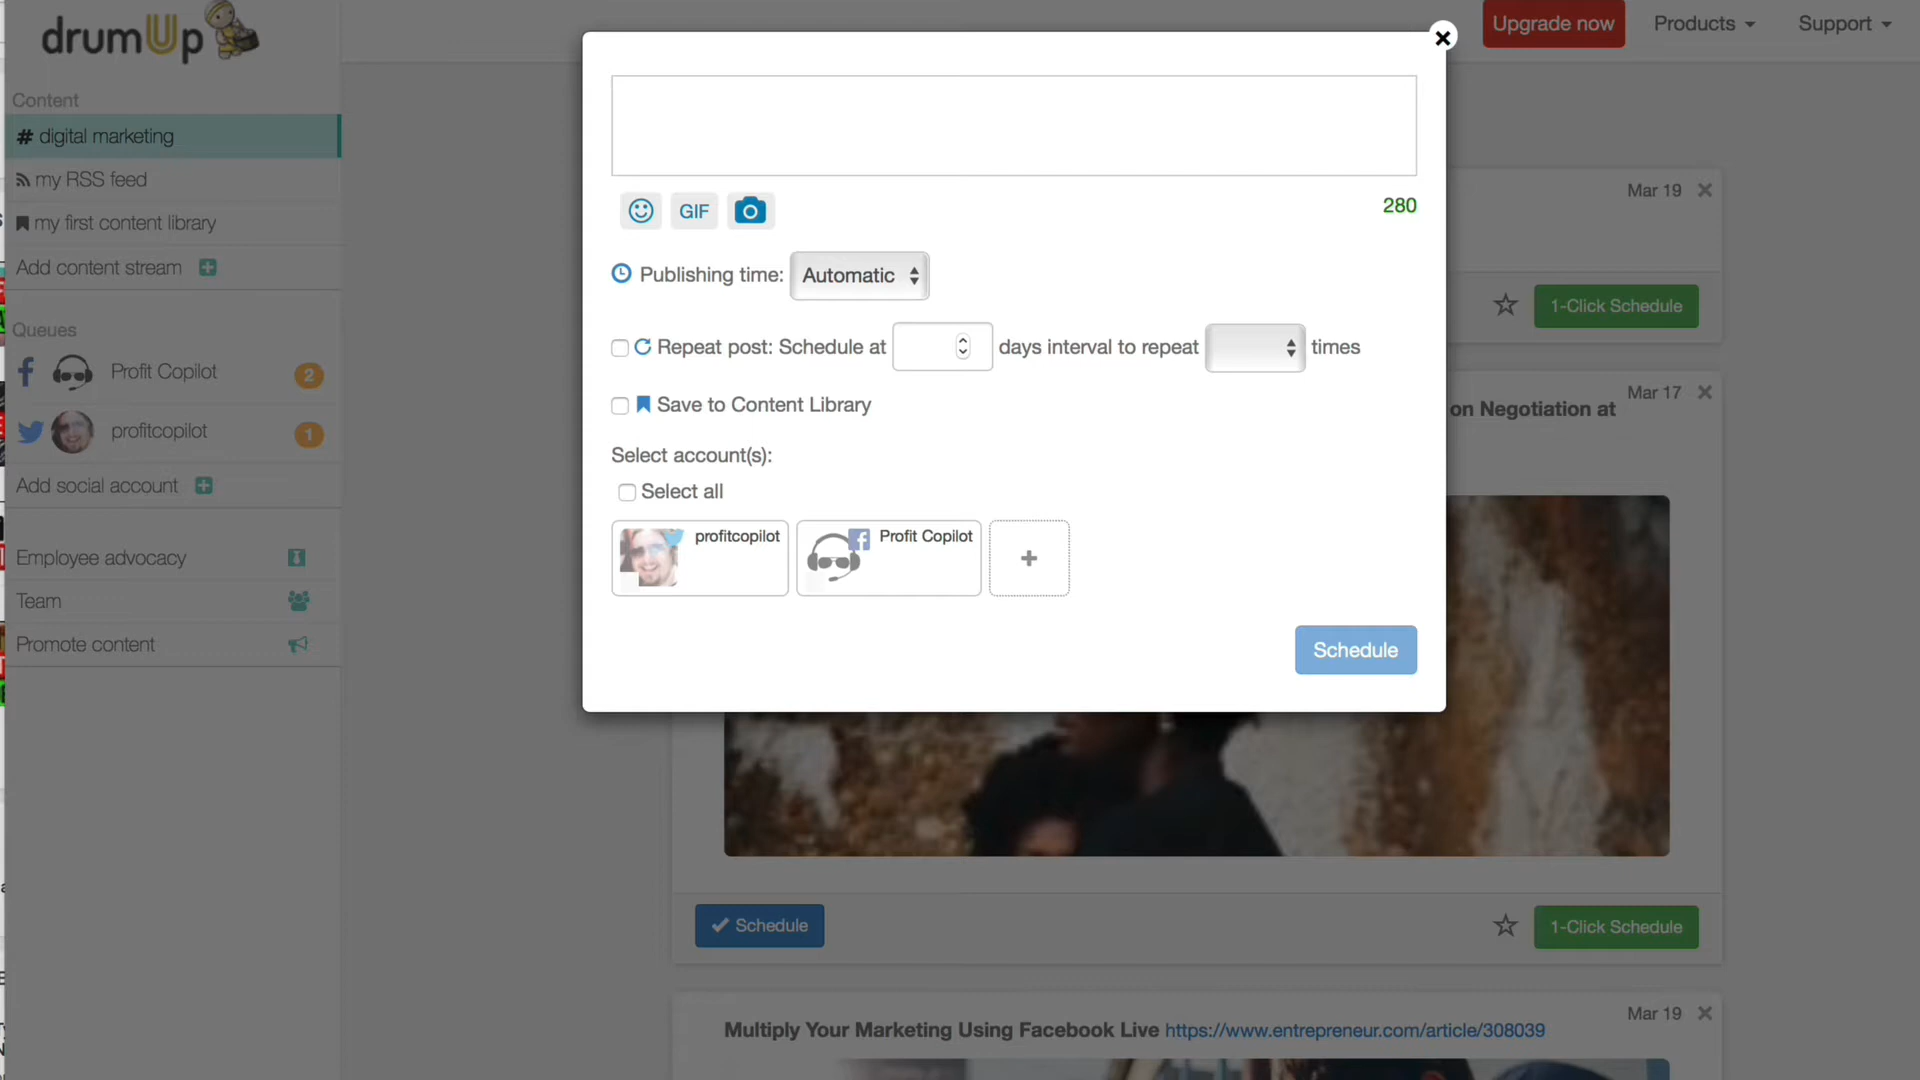 drumUp
Upgrade now
Products
Support
Content
# digital marketing
my RSS feed
my first content library
Add content stream
Queues
Profit Copilot 2
profitcopilot 1
Add social account
Employee advocacy
Team
Promote content
GIF
280
Publishing time: Automatic
Repeat post: Schedule at days interval to repeat times
Save to Content Library
Select account(s):
Select all
profitcopilot
Profit Copilot
+
Schedule
Mar 19
1-Click Schedule
Mar 17
on Negotiation at
Schedule
1-Click Schedule
Mar 19
Multiply Your Marketing Using Facebook Live https://www.entrepreneur.com/article/308039